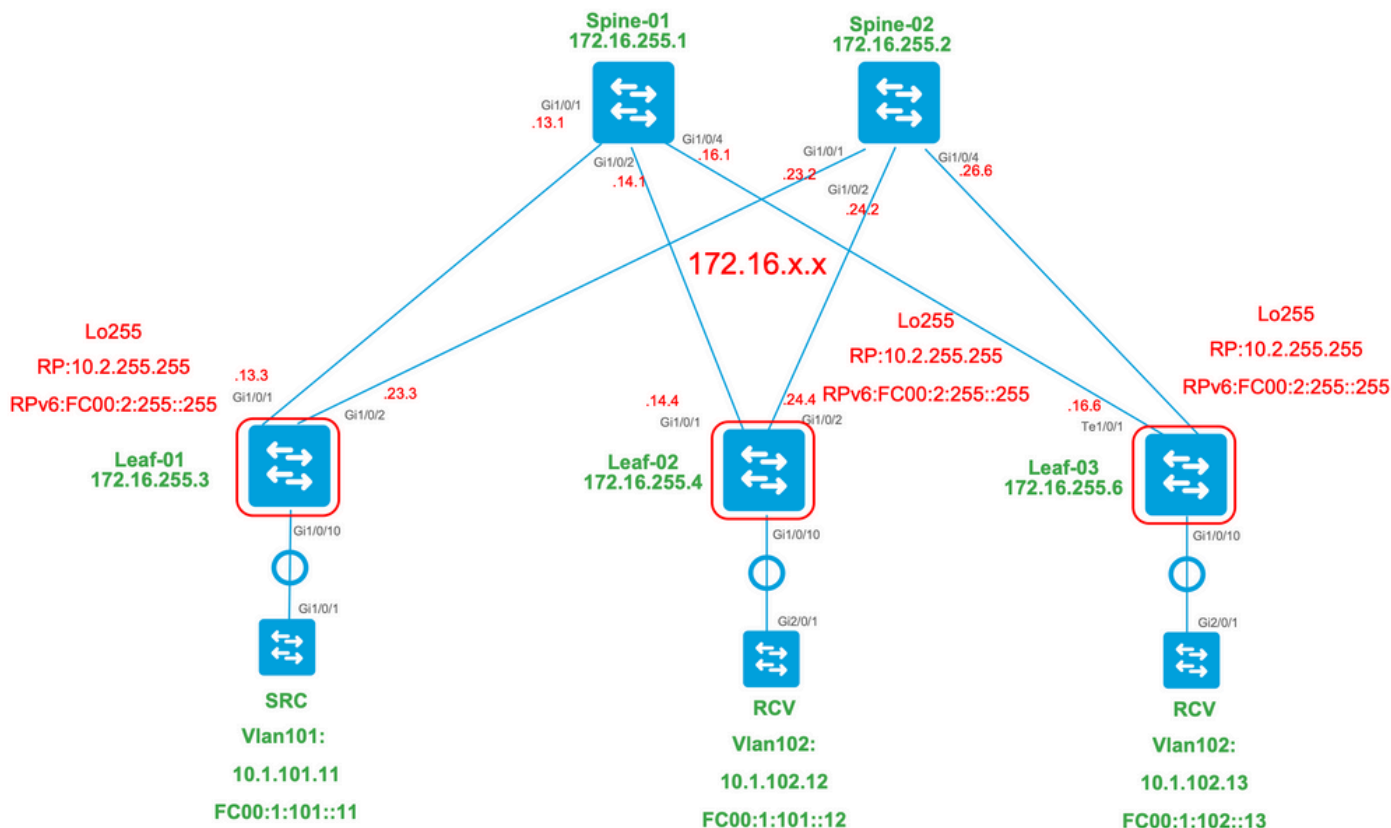 Spine-01
172.16.255.1
Spine-02
172.16.255.2
Gi1/0/1
.13.1
Gi1/0/2
.14.1
Gi1/0/4
.16.1
Gi1/0/1
.23.2
Gi1/0/2
.24.2
Gi1/0/4
.26.6
172.16.x.x
Lo255
RP:10.2.255.255
RPv6:FC00:2:255::255
Lo255
RP:10.2.255.255
RPv6:FC00:2:255::255
Lo255
RP:10.2.255.255
RPv6:FC00:2:255::255
.13.3
Gi1/0/1
.23.3
Gi1/0/2
.14.4
Gi1/0/1
.24.4
Gi1/0/2
.16.6
Te1/0/1
Leaf-01
172.16.255.3
Leaf-02
172.16.255.4
Leaf-03
172.16.255.6
Gi1/0/10
Gi1/0/10
Gi1/0/10
Gi1/0/1
Gi2/0/1
Gi2/0/1
SRC
Vlan101:
10.1.101.11
FC00:1:101::11
RCV
Vlan102:
10.1.102.12
FC00:1:101::12
RCV
Vlan102:
10.1.102.13
FC00:1:102::13